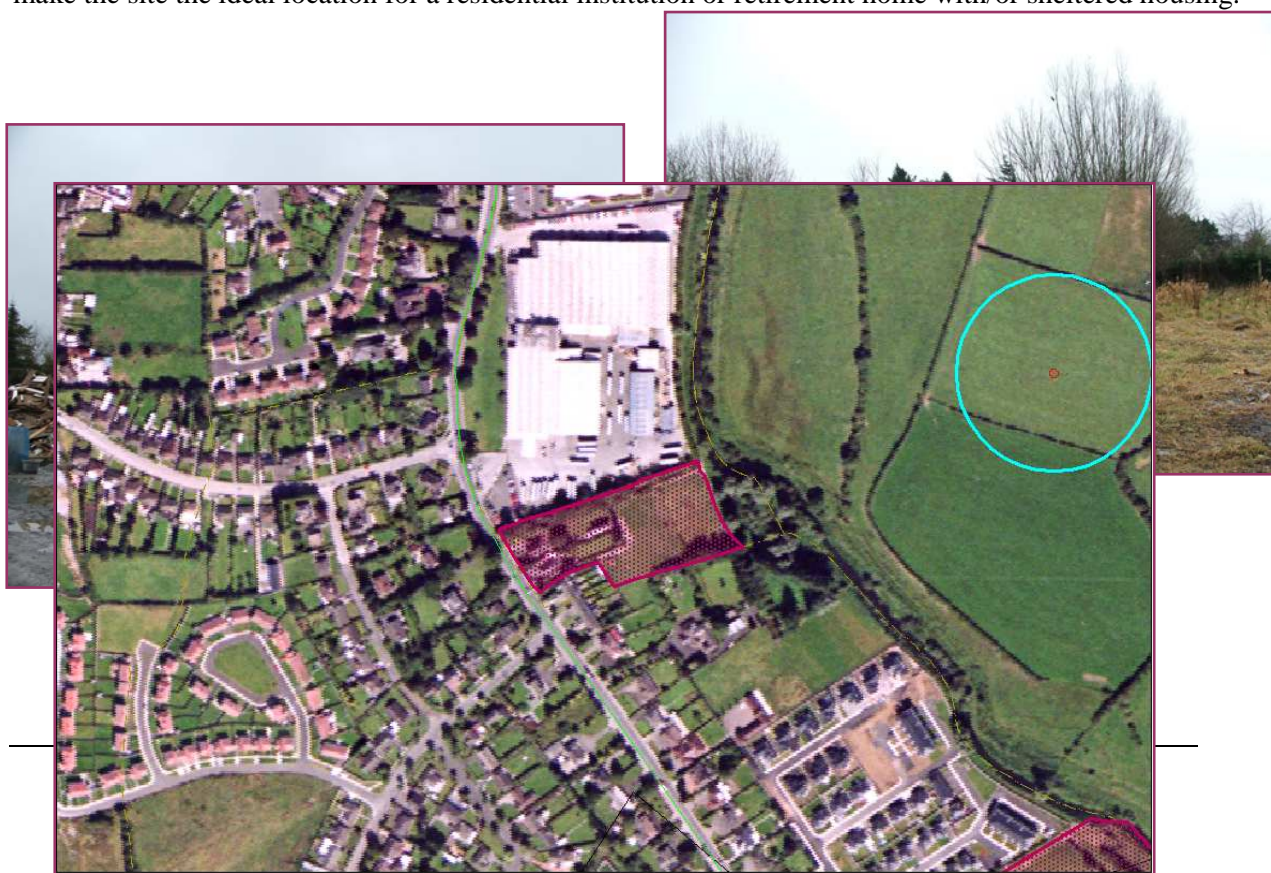 make the site the ideal location for a residential institution or retirement home with/or sheltered housing.